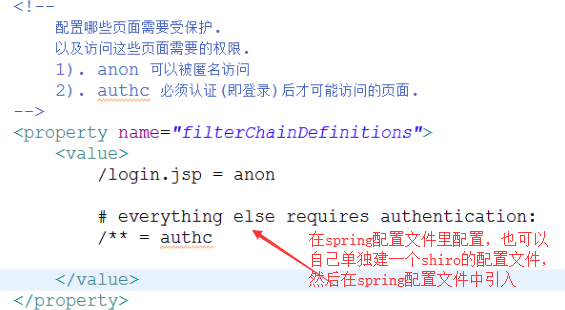 <!--
配置哪些页面需要受保护.
以及访问这些页面需要的权限.
1). anon 可以被匿名访问
2). authc 必须认证(即登录)后才可能访问的页面.
-->
<property name="filterChainDefinitions">
<value>
/login.jsp = anon
# everything else requires authentication:
/** = authc
在spring配置文件里配置，也可以
自己单独建一个shiro的配置文件，
然后在spring配置文件中引入
</value>
</property>